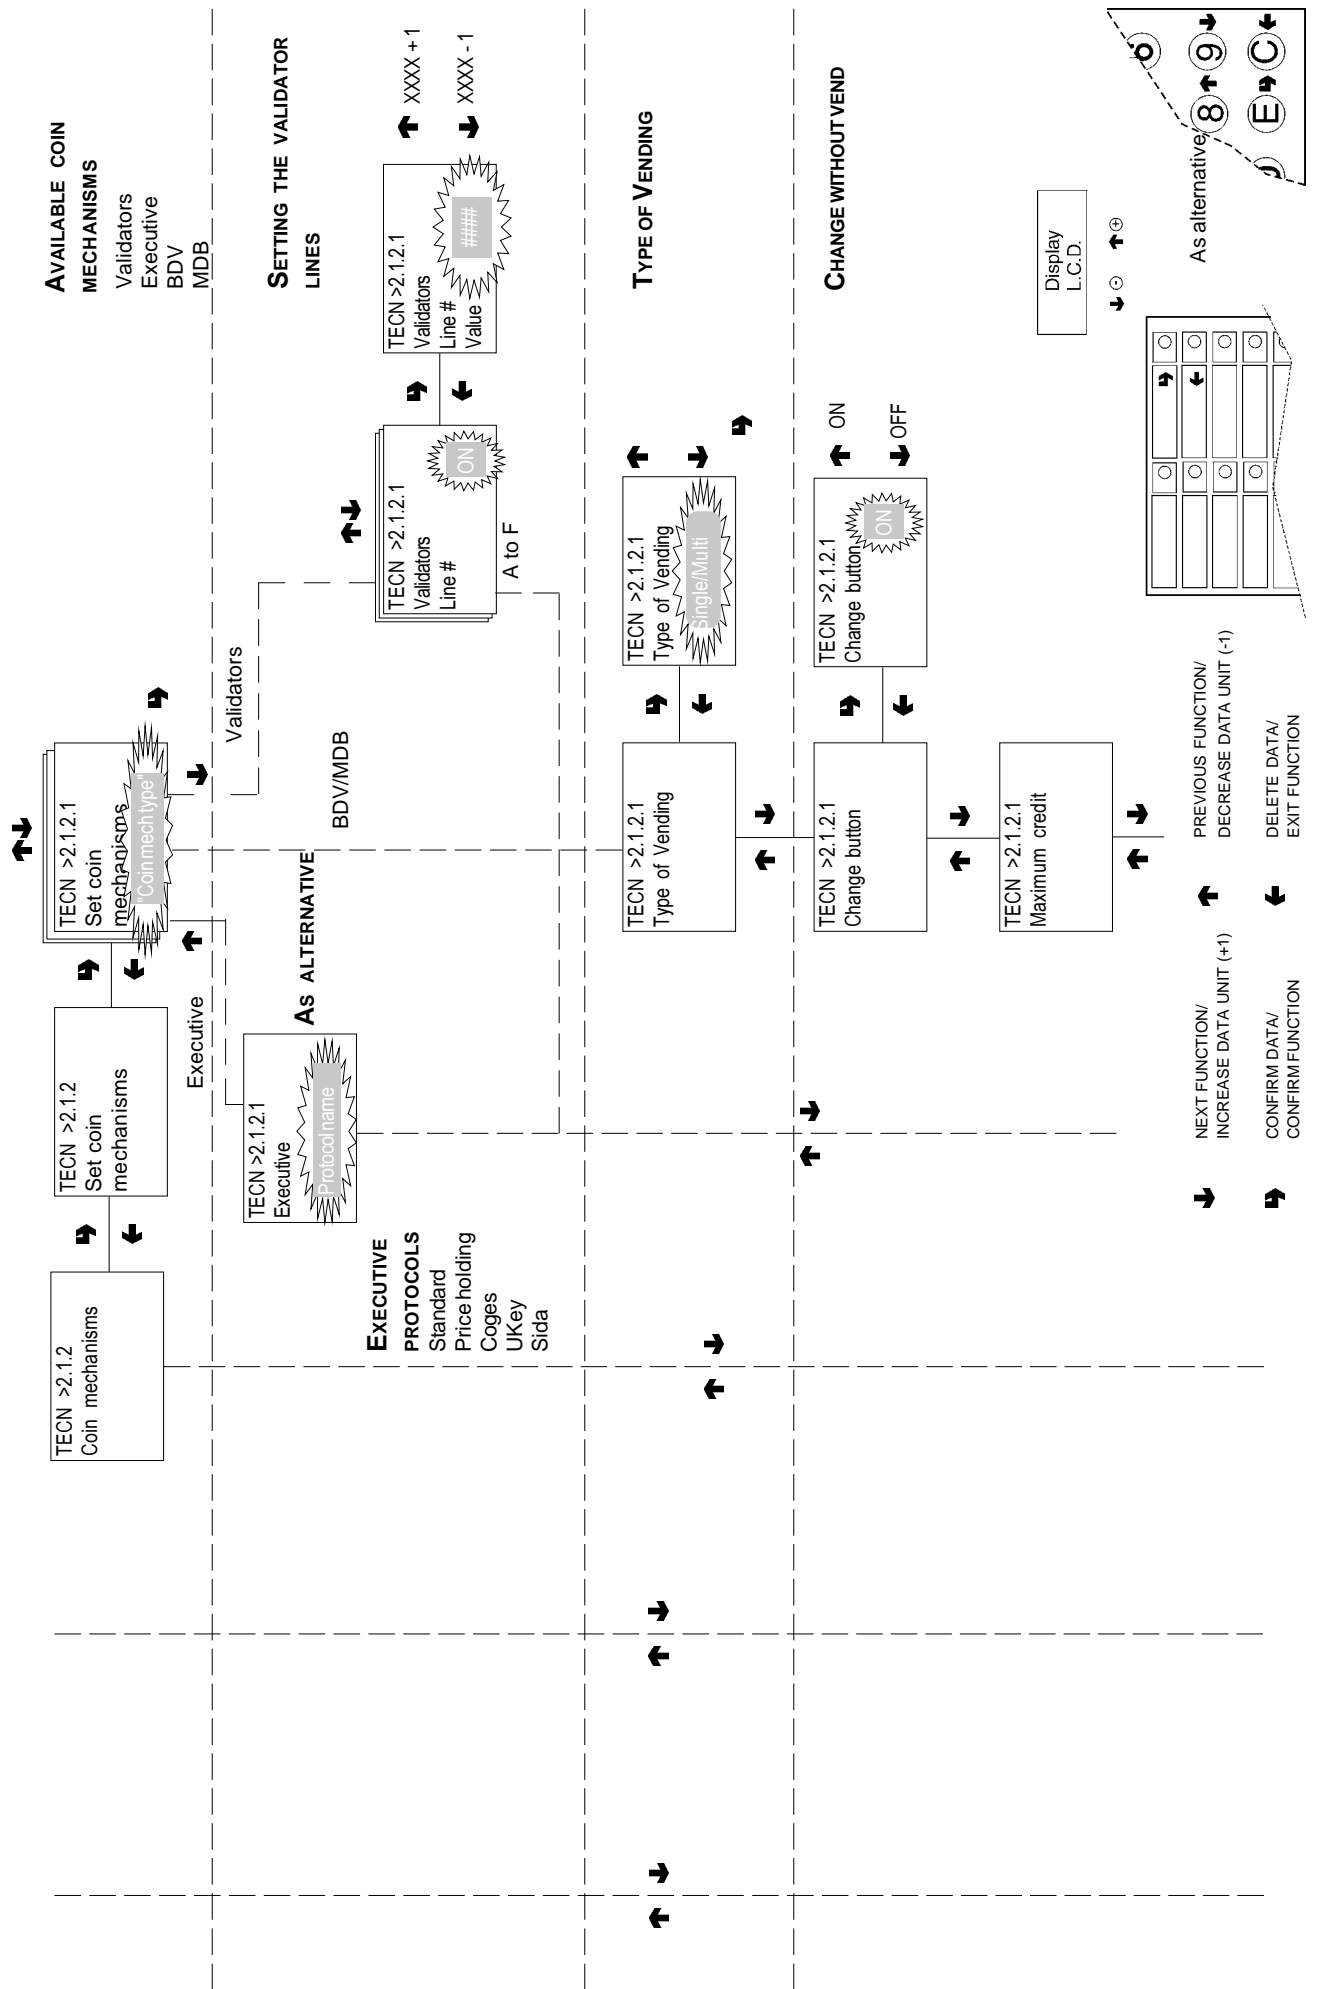 AVAILABLE COIN
MECHANISMS
Validators
Executive
BDV
MDB
TECN >2.1.2
Coin mechanisms
TECN >2.1.2
Set coin
mechanisms
TECN >2.1.2.1
Set coin
mechanisms
"Coin mech type"
Executive
Validators
BDV/MDB
SETTING THE VALIDATOR
LINES
AS ALTERNATIVE
TECN >2.1.2.1
Executive
Protocol name
EXECUTIVE
PROTOCOLS
Standard
Price holding
Coges
UKey
Sida
TECN >2.1.2.1
Validators
Line #
ON
A to F
TECN >2.1.2.1
Validators
Line #
Value
####
XXXX + 1
XXXX - 1
TYPE OF VENDING
TECN >2.1.2.1
Type of Vending
TECN >2.1.2.1
Type of Vending
Single/Multi
CHANGE WITHOUT VEND
TECN >2.1.2.1
Change button
TECN >2.1.2.1
Change button
ON
ON
OFF
TECN >2.1.2.1
Maximum credit
Display
L.C.D.
- +
As alternative
8 9
E C
NEXT FUNCTION/
INCREASE DATA UNIT (+1)
PREVIOUS FUNCTION/
DECREASE DATA UNIT (-1)
CONFIRM DATA/
CONFIRM FUNCTION
DELETE DATA/
EXIT FUNCTION